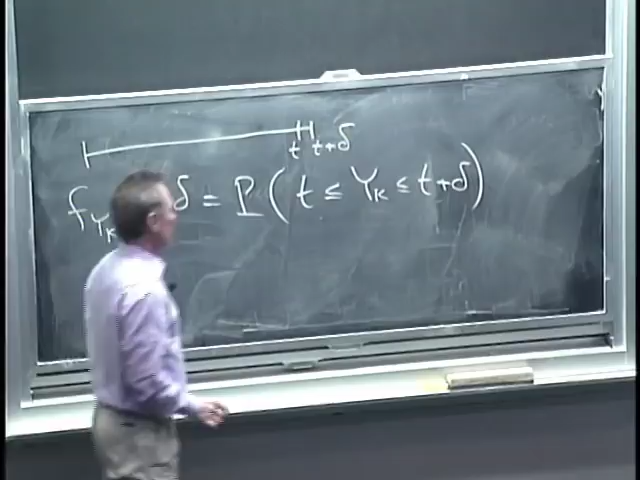 t t+δ
f_{Y_K} δ = P(t ≤ Y_K ≤ t+δ)